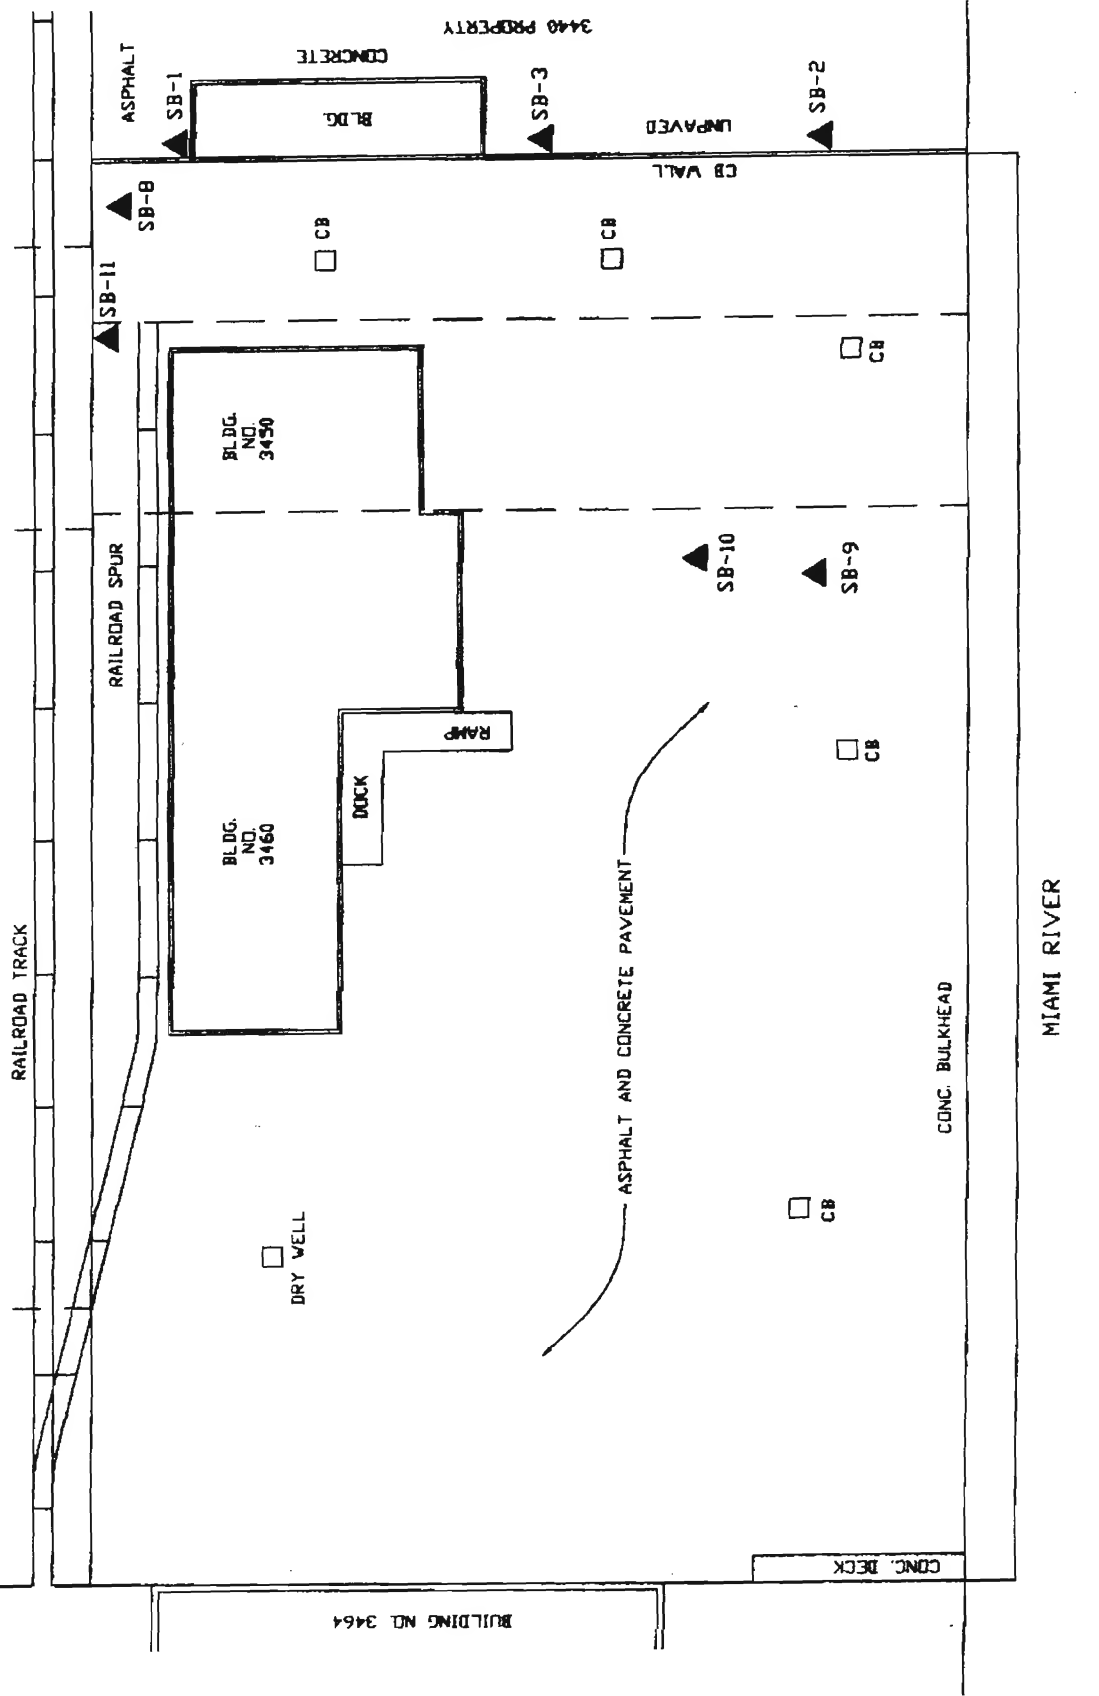 3440 PROPERTY
ASPHALT
CONCRETE
SB-1
BLDG.
SB-3
UNPAVED
SB-2
CB WALL
SB-8
CB
CB
SB-11
CB
BLDG.
NO.
3450
RAILROAD SPUR
SB-10
SB-9
RAMP
DOCK
CB
BLDG.
NO.
3460
RAILROAD TRACK
ASPHALT AND CONCRETE PAVEMENT
CONC. BULKHEAD
MIAMI RIVER
DRY WELL
CB
CONC. DECK
BUILDING NO. 3464